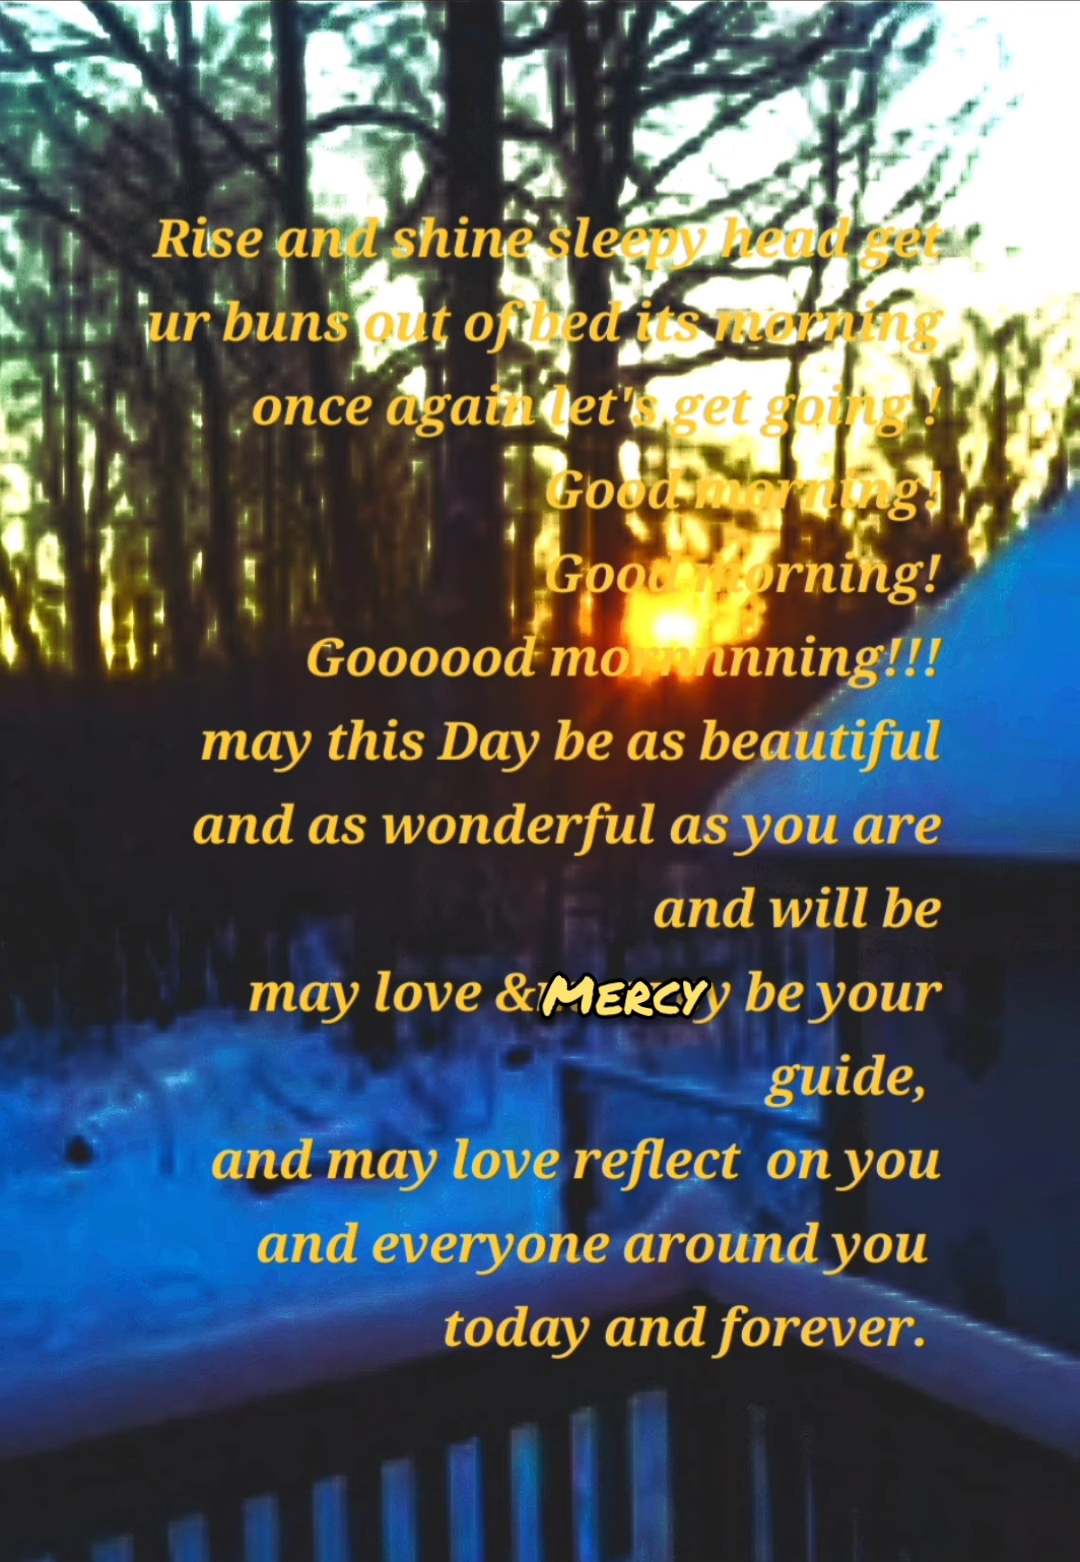 Rise and shine sleepy head get
ur buns out of bed its morning
once again let's get going !
Good morning!
Good morning!
Goooood mornnnning!!!
may this Day be as beautiful
and as wonderful as you are
and will be
may love & Mercy be your
guide,
and may love reflect on you
and everyone around you
today and forever.